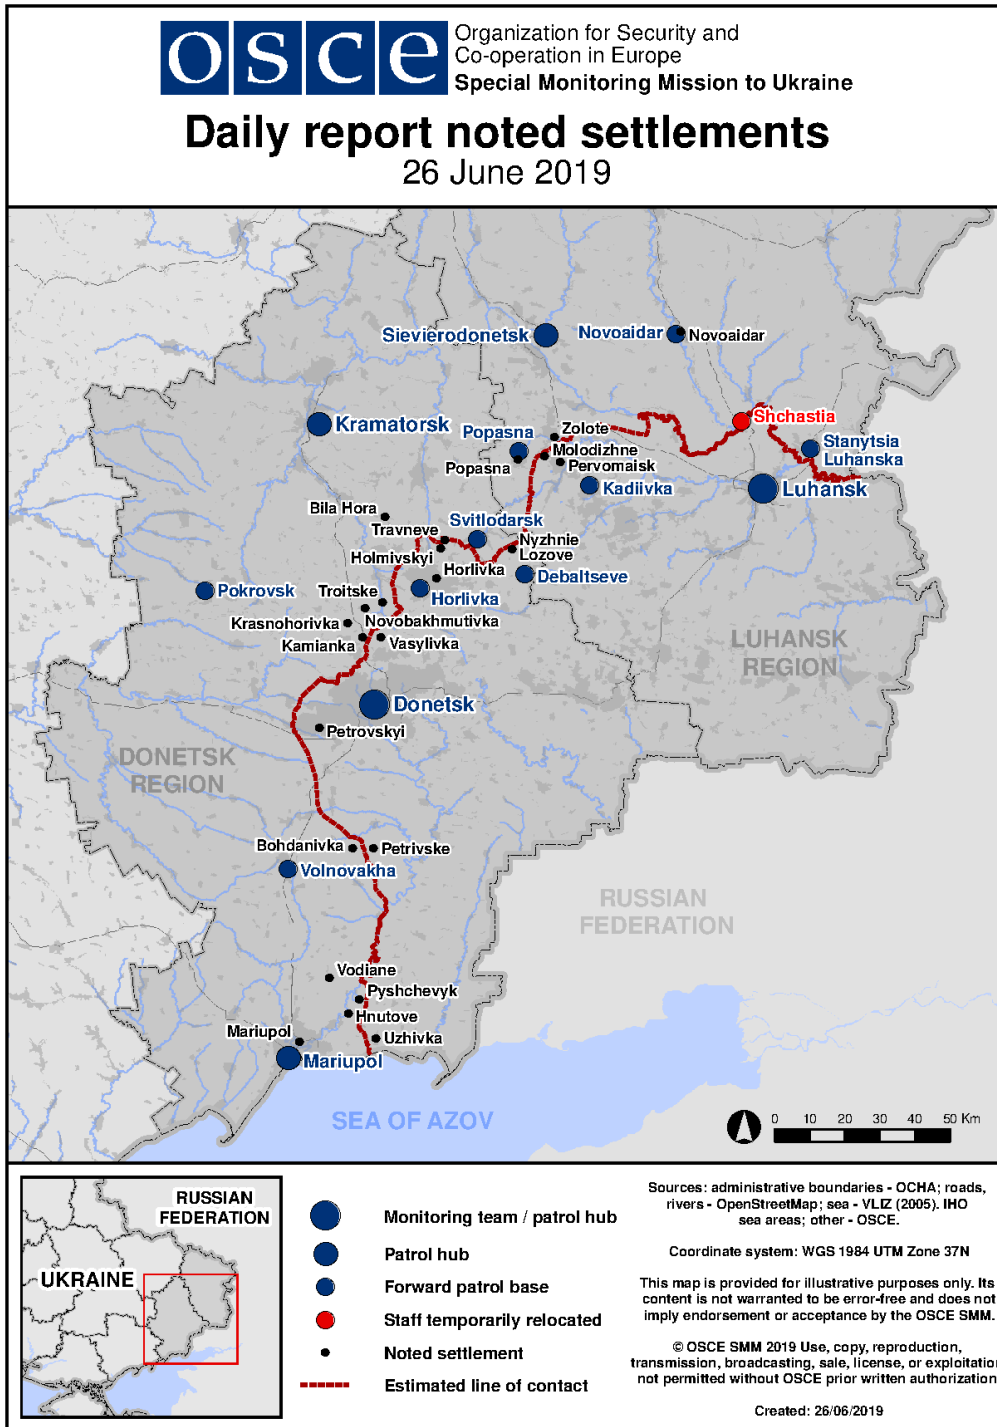 OSCE
Organization for Security and
Co-operation in Europe
Special Monitoring Mission to Ukraine
Daily report noted settlements
26 June 2019
Sievierodonetsk
Novoaidar
Novoaidar
Shchastia
Kramatorsk
Popasna
Zolote
Molodizhne
Pervomaisk
Popasna
Stanytsia
Luhanska
Kadiivka
Luhansk
Bila Hora
Travneve
Svitlodarsk
Holmivskyi
Nyzhnie
Lozove
Horlivka
Debaltseve
Pokrovsk
Troitske
Horlivka
Krasnohorivka
Novobakhmutivka
Kamianka
Vasylivka
LUHANSK
REGION
Donetsk
Petrovskyi
DONETSK
REGION
Bohdanivka
Petrivske
Volnovakha
RUSSIAN
FEDERATION
Vodiane
Pyshchevyk
Hnutove
Mariupol
Uzhivka
Mariupol
SEA OF AZOV
0 10 20 30 40 50 Km
RUSSIAN
FEDERATION
UKRAINE
Monitoring team / patrol hub
Patrol hub
Forward patrol base
Staff temporarily relocated
Noted settlement
Estimated line of contact
Sources: administrative boundaries - OCHA; roads,
rivers - OpenStreetMap; sea - VLIZ (2005). IHO
sea areas; other - OSCE.
Coordinate system: WGS 1984 UTM Zone 37N
This map is provided for illustrative purposes only. Its
content is not warranted to be error-free and does not
imply endorsement or acceptance by the OSCE SMM.
© OSCE SMM 2019 Use, copy, reproduction,
transmission, broadcasting, sale, license, or exploitation
not permitted without OSCE prior written authorization
Created: 26/06/2019